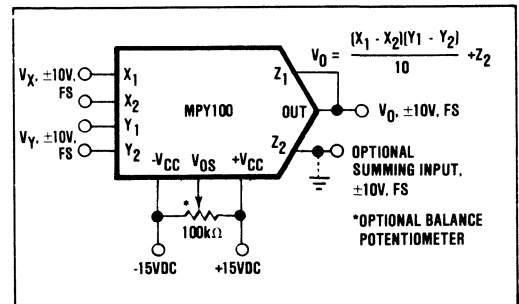 V₀ = (X₁ - X₂)(Y₁ - Y₂) / 10 + Z₂
Vₓ, ±10V, FS
X₁
X₂
V_Y, ±10V, FS
Y₁
Y₂
MPY100
Z₁
OUT
Z₂
V₀, ±10V, FS
-V_CC V_OS +V_CC
OPTIONAL
SUMMING INPUT,
±10V, FS
*
100kΩ
*OPTIONAL BALANCE
POTENTIOMETER
-15VDC
+15VDC